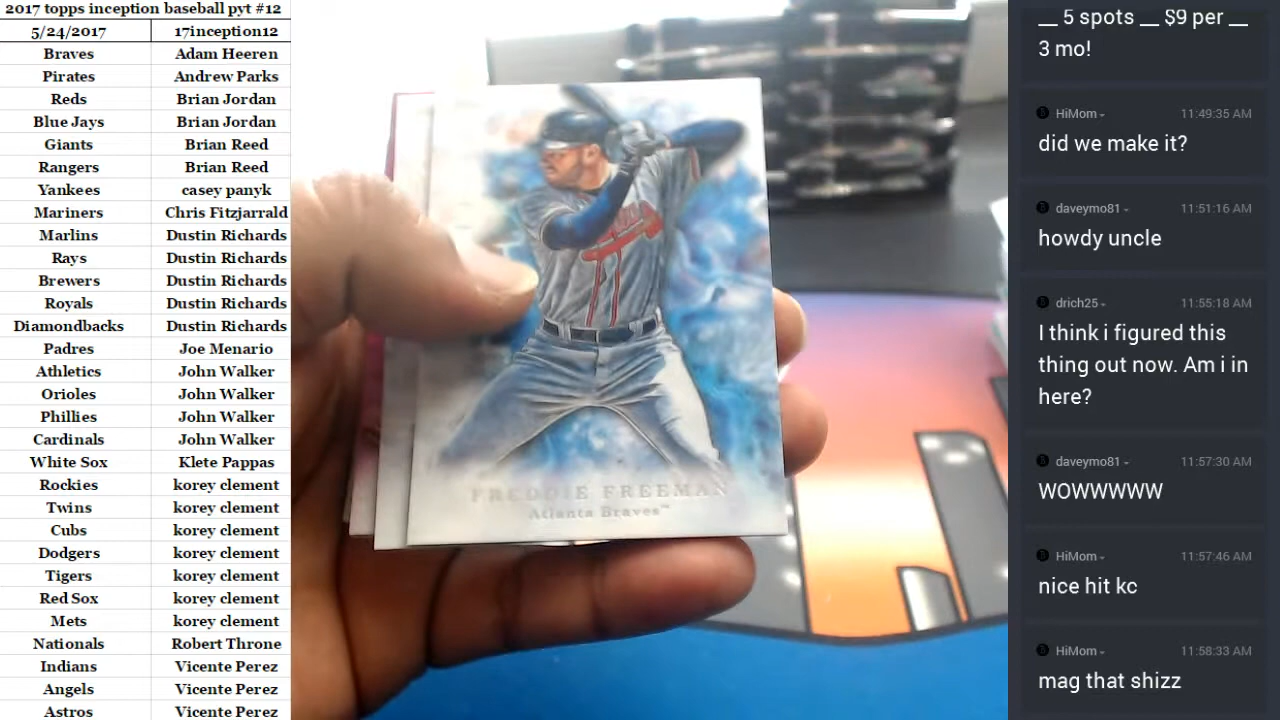 2017 topps inception baseball pyt #12
5/24/2017 17inception12
Braves Adam Heeren
Pirates Andrew Parks
Reds Brian Jordan
Blue Jays Brian Jordan
Giants Brian Reed
Rangers Brian Reed
Yankees casey panyk
Mariners Chris Fitzjarrald
Marlins Dustin Richards
Rays Dustin Richards
Brewers Dustin Richards
Royals Dustin Richards
Diamondbacks Dustin Richards
Padres Joe Menario
Athletics John Walker
Orioles John Walker
Phillies John Walker
Cardinals John Walker
White Sox Klete Pappas
Rockies korey clement
Twins korey clement
Cubs korey clement
Dodgers korey clement
Tigers korey clement
Red Sox korey clement
Mets korey clement
Nationals Robert Throne
Indians Vicente Perez
Angels Vicente Perez
Astros Vicente Perez
FREDDIE FREEMAN
Atlanta Braves™
__ 5 spots __ $9 per __
3 mo!
HiMom 11:49:35 AM
did we make it?
daveymo81 11:51:16 AM
howdy uncle
drich25 11:55:18 AM
I think i figured this
thing out now. Am i in
here?
daveymo81 11:57:30 AM
WOWWWWW
HiMom 11:57:46 AM
nice hit kc
HiMom 11:58:33 AM
mag that shizz